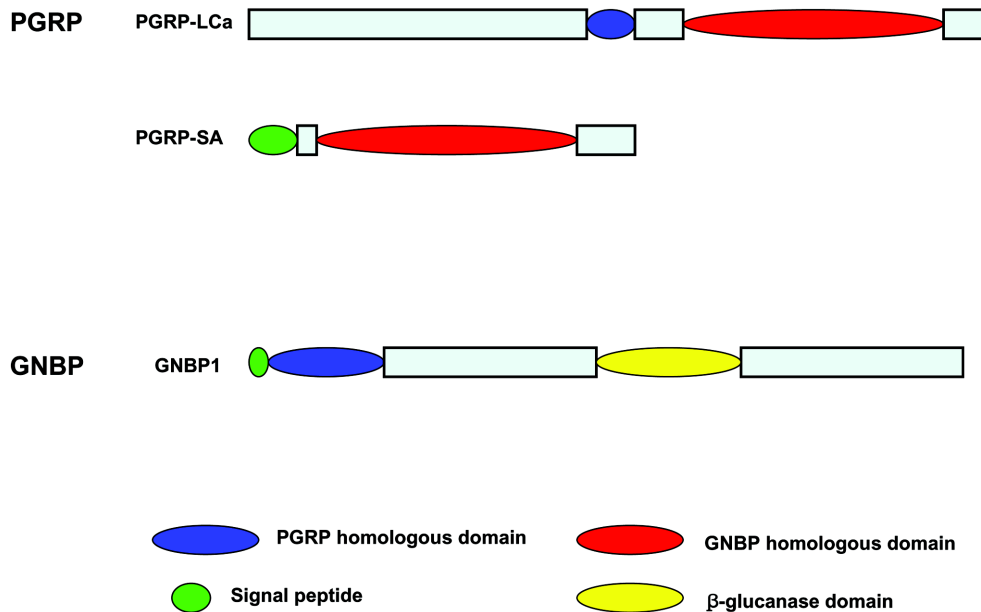 PGRP
PGRP-LCa
PGRP-SA
GNBP
GNBP1
PGRP homologous domain
GNBP homologous domain
Signal peptide
β-glucanase domain